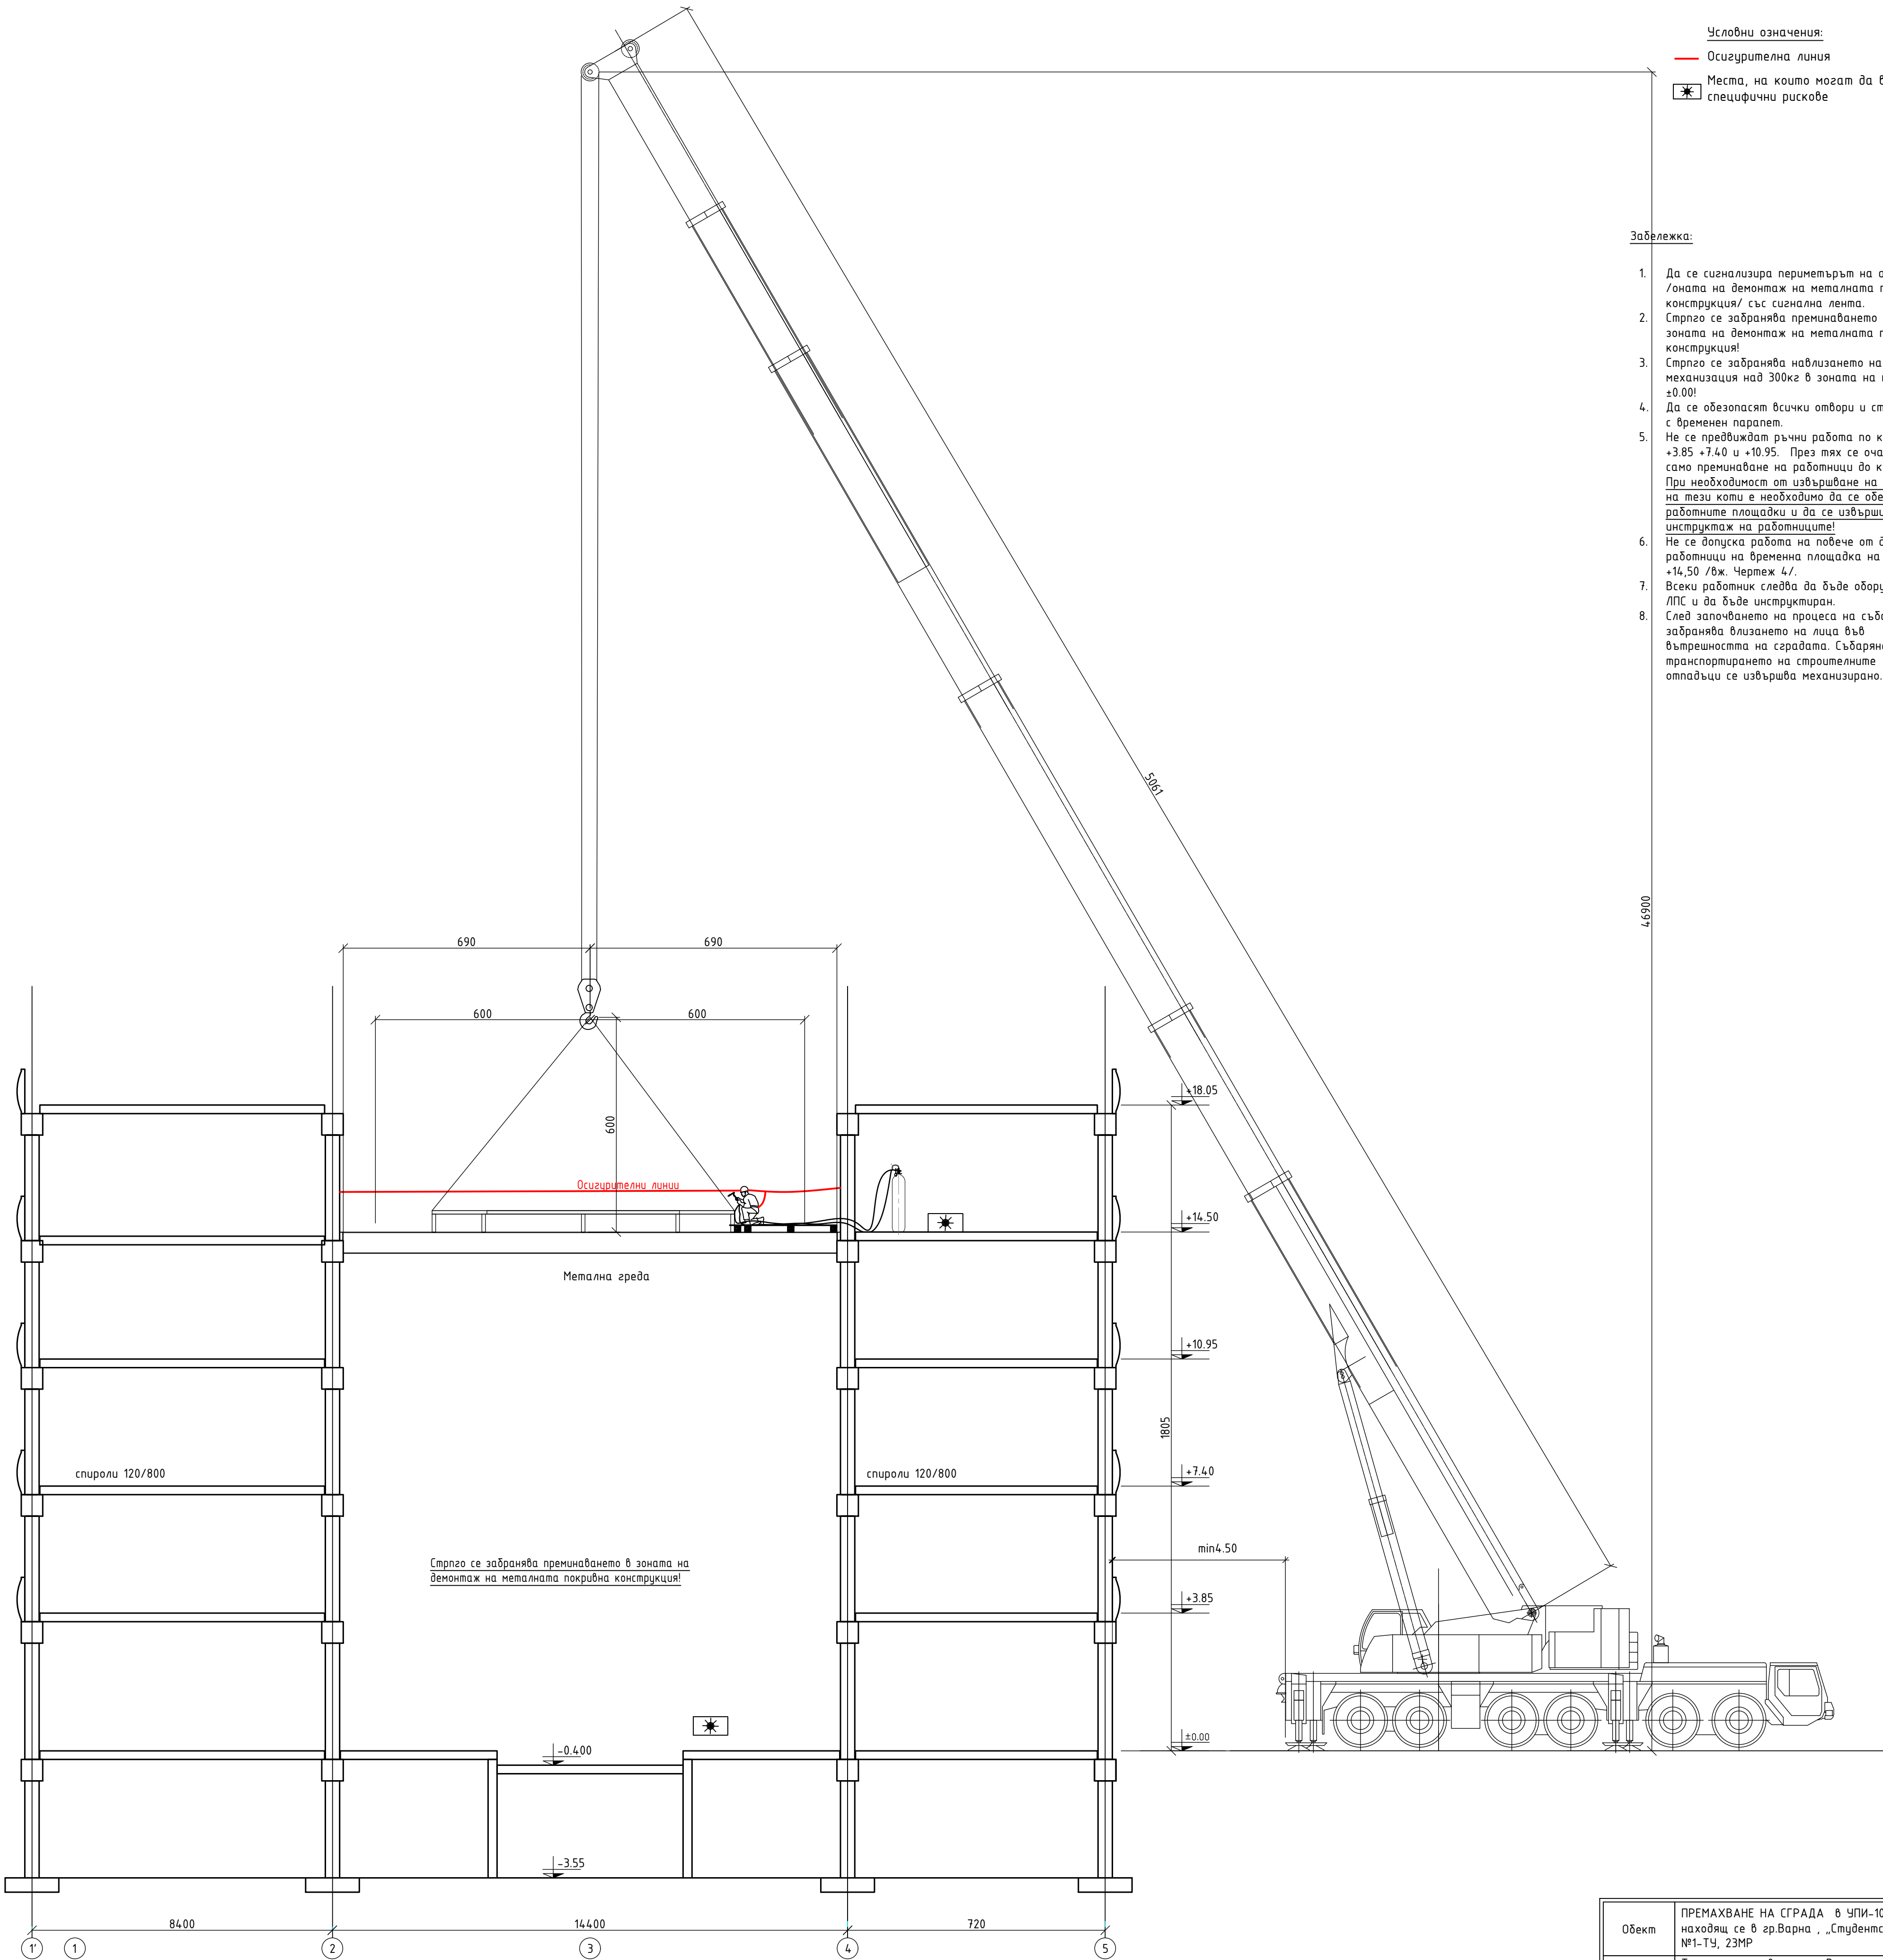 Условни означения:
Осигурителна линия
Места, на които могат да в
специфични рискове
Забележка:
1. Да се сигнализира периметърът на
/оната на демонтаж на металната п
конструкция/ със сигнална лента.
2. Стрпго се забранява преминаването
зоната на демонтаж на металната п
конструкция!
3. Стрпго се забранява навлизането на
механизация над 300кг в зоната на
±0.00!
4. Да се обезопасят всички отвори и ст
с временен парапет.
5. Не се предвиждат ръчни работа по к
+3.85 +7.40 и +10.95. През тях се оча
само преминаване на работници до к
При необходимост от извършване на
на тези коти е необходимо да се обе
работните площадки и да се извърши
инструктаж на работниците!
6. Не се допуска работа на повече от д
работници на временна площадка на
+14,50 /вж. Чертеж 4/.
7. Всеки работник следва да бъде обору
ЛПС и да бъде инструктиран.
8. След започването на процеса на съба
забранява влизането на лица във
вътрешността на сградата. Събаряне
транспортирането на строителните
отпадъци се извършва механизирано.
5061
46900
690
690
600
600
600
+18.05
Осигурителни линии
+14.50
Метална греда
+10.95
1805
спироли 120/800
спироли 120/800
+7.40
Стрпго се забранява преминаването в зоната на
демонтаж на металната покривна конструкция!
min4.50
+3.85
±0.00
-0.400
-3.55
8400
14400
720
1'
1
2
3
4
5
Обект
ПРЕМАХВАНЕ НА СГРАДА в УПИ-10
находящ се в гр.Варна , „Студентс
№1-ТУ, 23МР